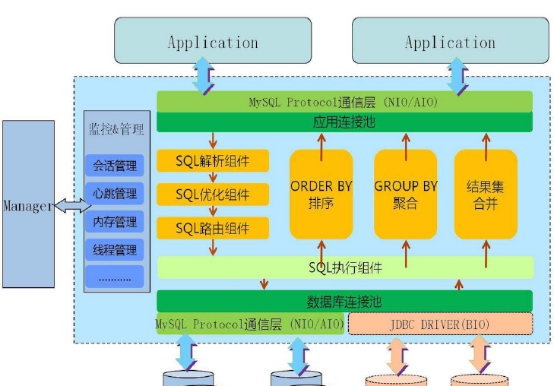 Application
Application
MySQL Protocol通信层 (NIO/AIO)
应用连接池
监控&管理
会话管理
心跳管理
内存管理
线程管理
...........
Manager
SQL解析组件
SQL优化组件
SQL路由组件
ORDER BY
排序
GROUP BY
聚合
结果集
合并
SQL执行组件
数据库连接池
MySQL Protocol通信层 (NIO/AIO)
JDBC DRIVER(BIO)